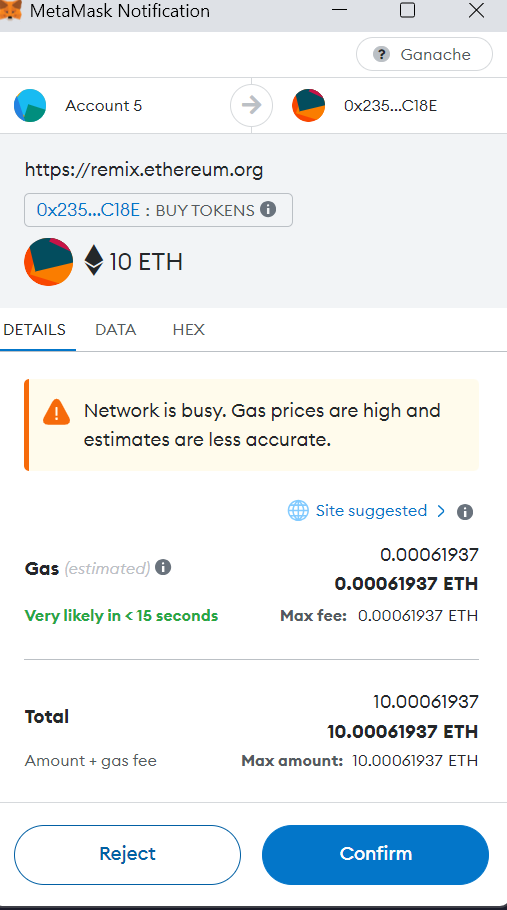 MetaMask Notification
? Ganache
Account 5
0x235...C18E
https://remix.ethereum.org
0x235...C18E : BUY TOKENS
10 ETH
DETAILS
DATA
HEX
Network is busy. Gas prices are high and
estimates are less accurate.
Site suggested >
0.00061937
Gas (estimated)
0.00061937 ETH
Very likely in < 15 seconds
Max fee: 0.00061937 ETH
10.00061937
Total
10.00061937 ETH
Amount + gas fee
Max amount: 10.00061937 ETH
Reject
Confirm